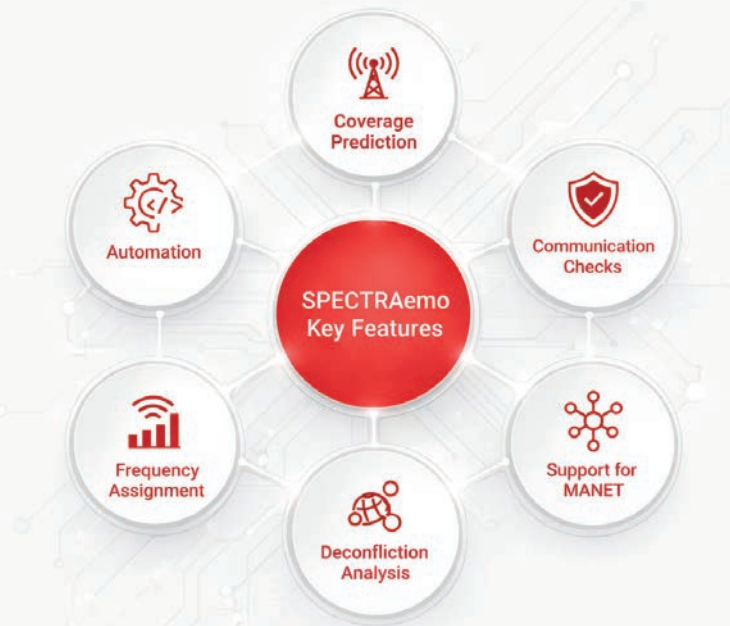 Coverage
Prediction
Automation
Communication
Checks
SPECTRAemo
Key Features
Frequency
Assignment
Support for
MANET
Deconfliction
Analysis